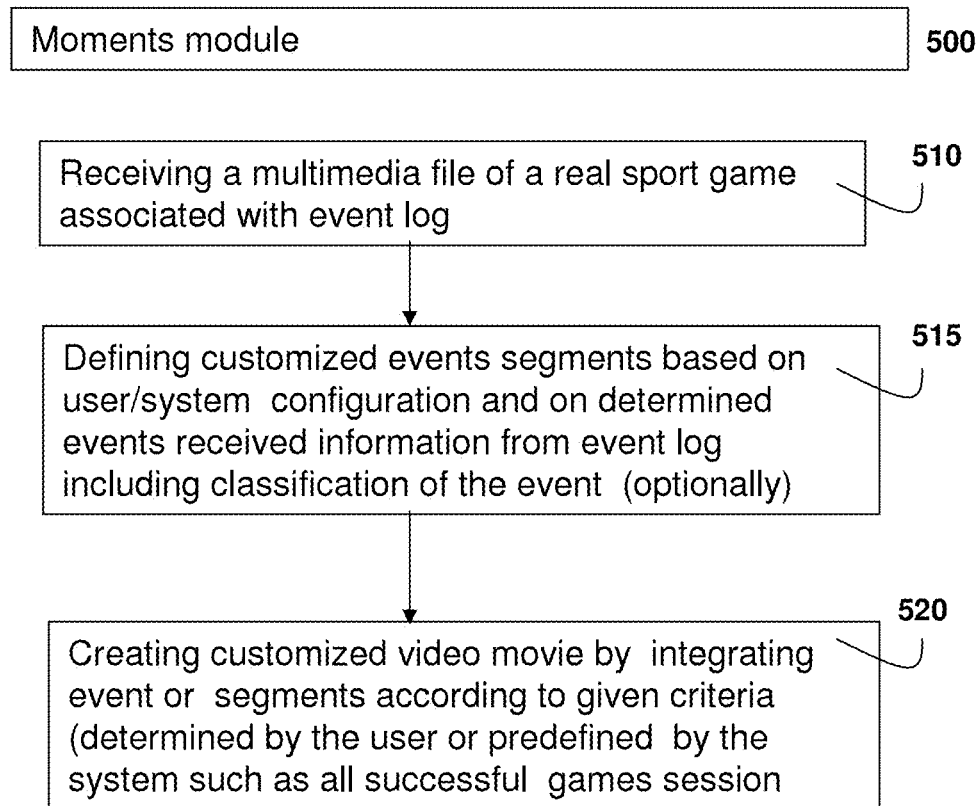 Moments module
500
510
Receiving a multimedia file of a real sport game
associated with event log
515
Defining customized events segments based on
user/system configuration and on determined
events received information from event log
including classification of the event (optionally)
520
Creating customized video movie by integrating
event or segments according to given criteria
(determined by the user or predefined by the
system such as all successful games session